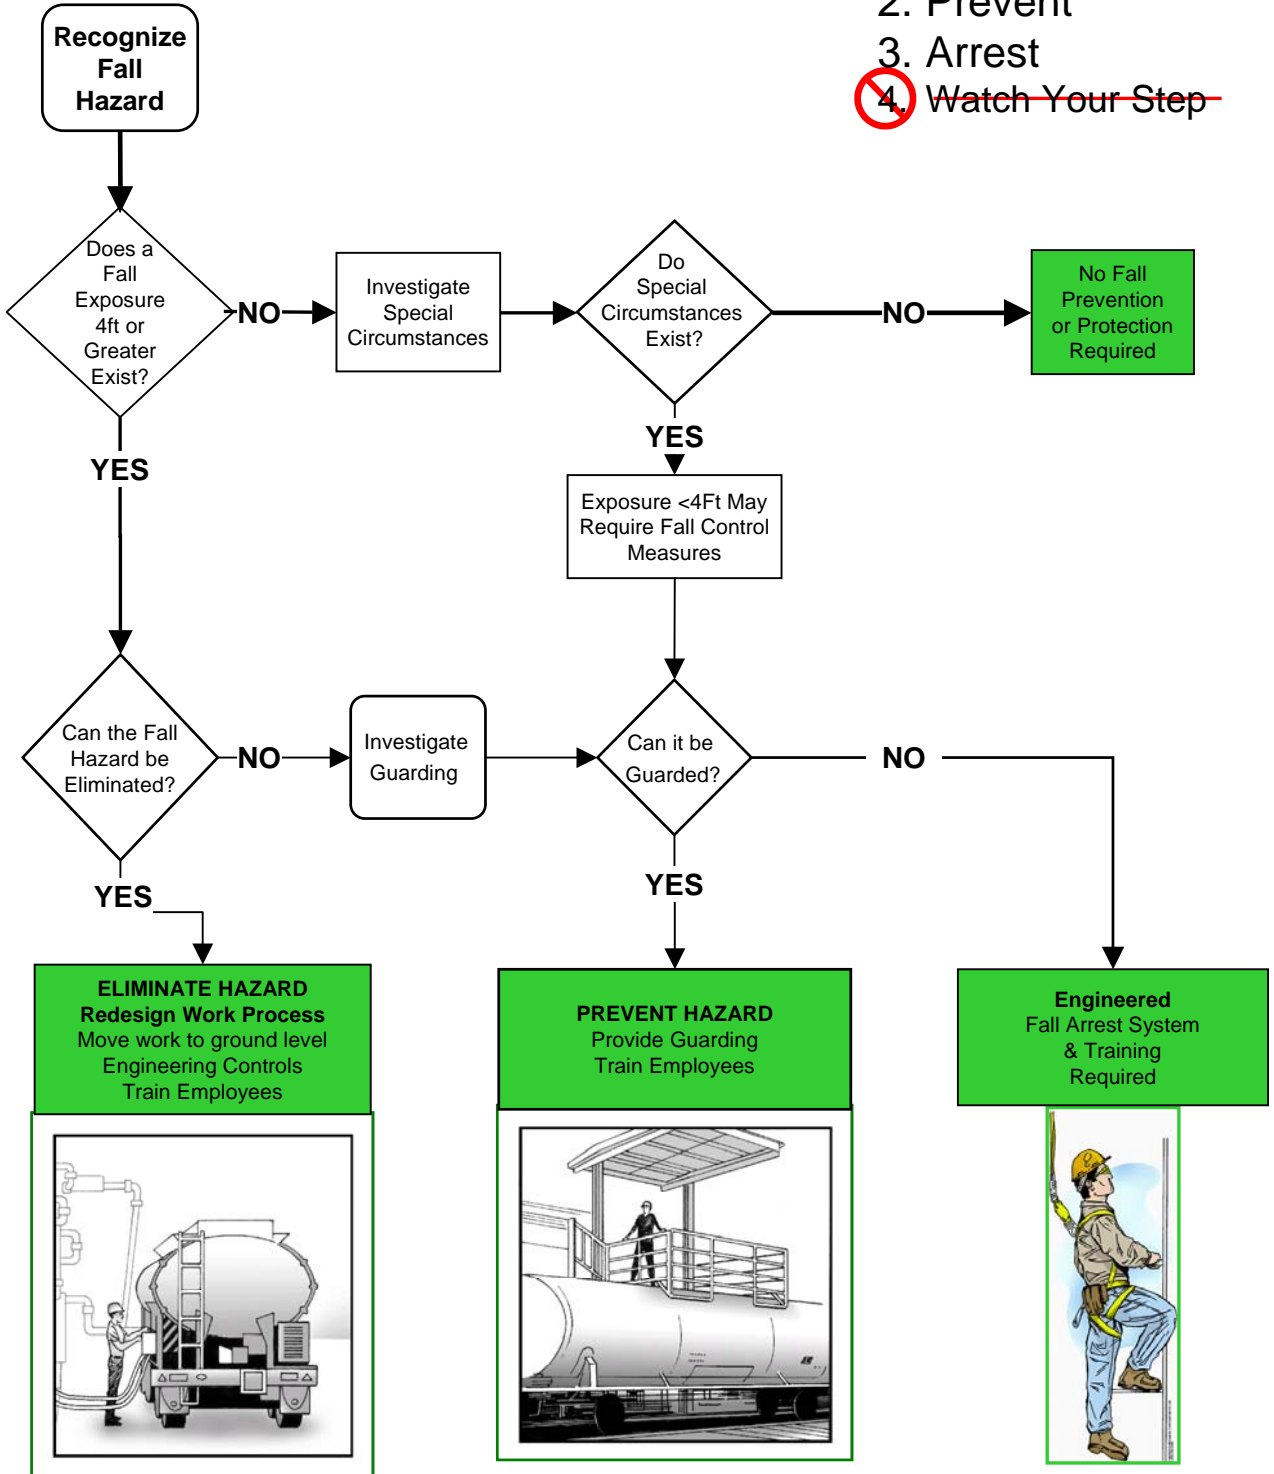 2. Prevent
3. Arrest
4. Watch Your Step
Recognize
Fall
Hazard
Does a
Fall
Exposure
4ft or
Greater
Exist?
NO
Investigate
Special
Circumstances
Do
Special
Circumstances
Exist?
NO
No Fall
Prevention
or Protection
Required
YES
YES
Exposure <4Ft May
Require Fall Control
Measures
Can the Fall
Hazard be
Eliminated?
NO
Investigate
Guarding
Can it be
Guarded?
NO
YES
YES
ELIMINATE HAZARD
Redesign Work Process
Move work to ground level
Engineering Controls
Train Employees
PREVENT HAZARD
Provide Guarding
Train Employees
Engineered
Fall Arrest System
& Training
Required